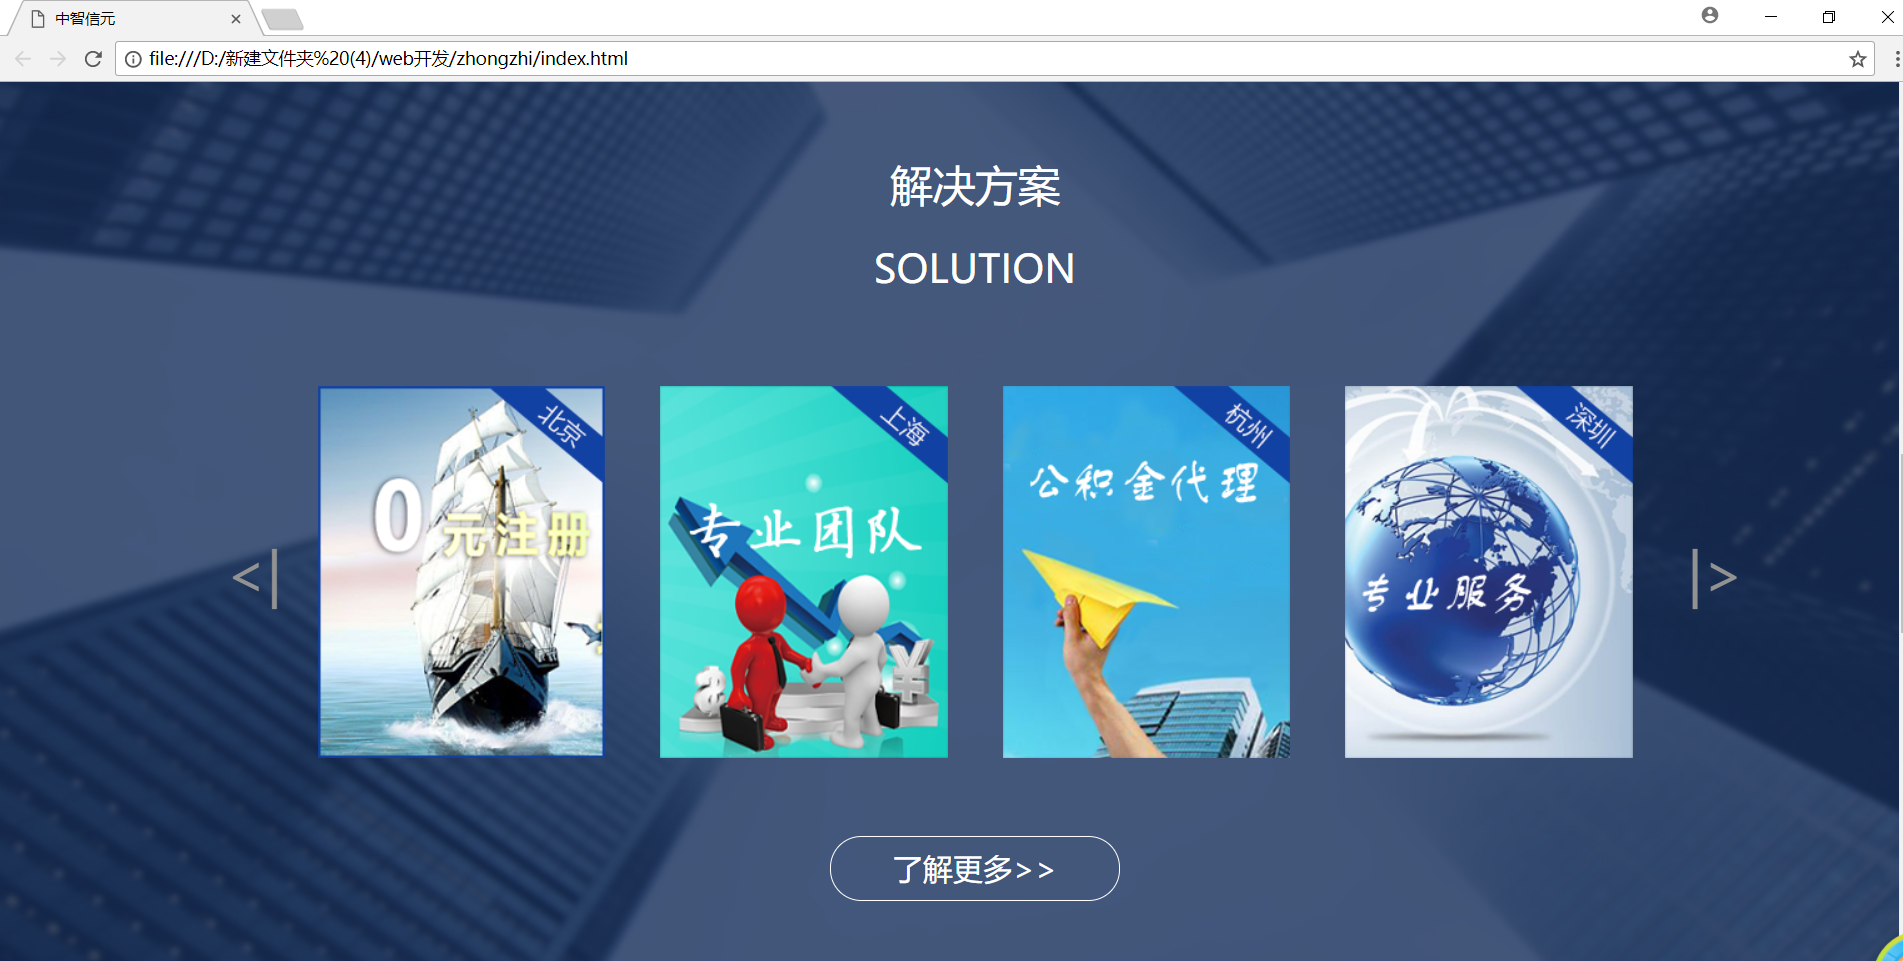 中智信元
file:///D:/新建文件夹%20(4)/web开发/zhongzhi/index.html
解决方案
SOLUTION
北京
0元注册
上海
专业团队
杭州
公积金代理
深圳
专业服务
<|
|>
了解更多>>